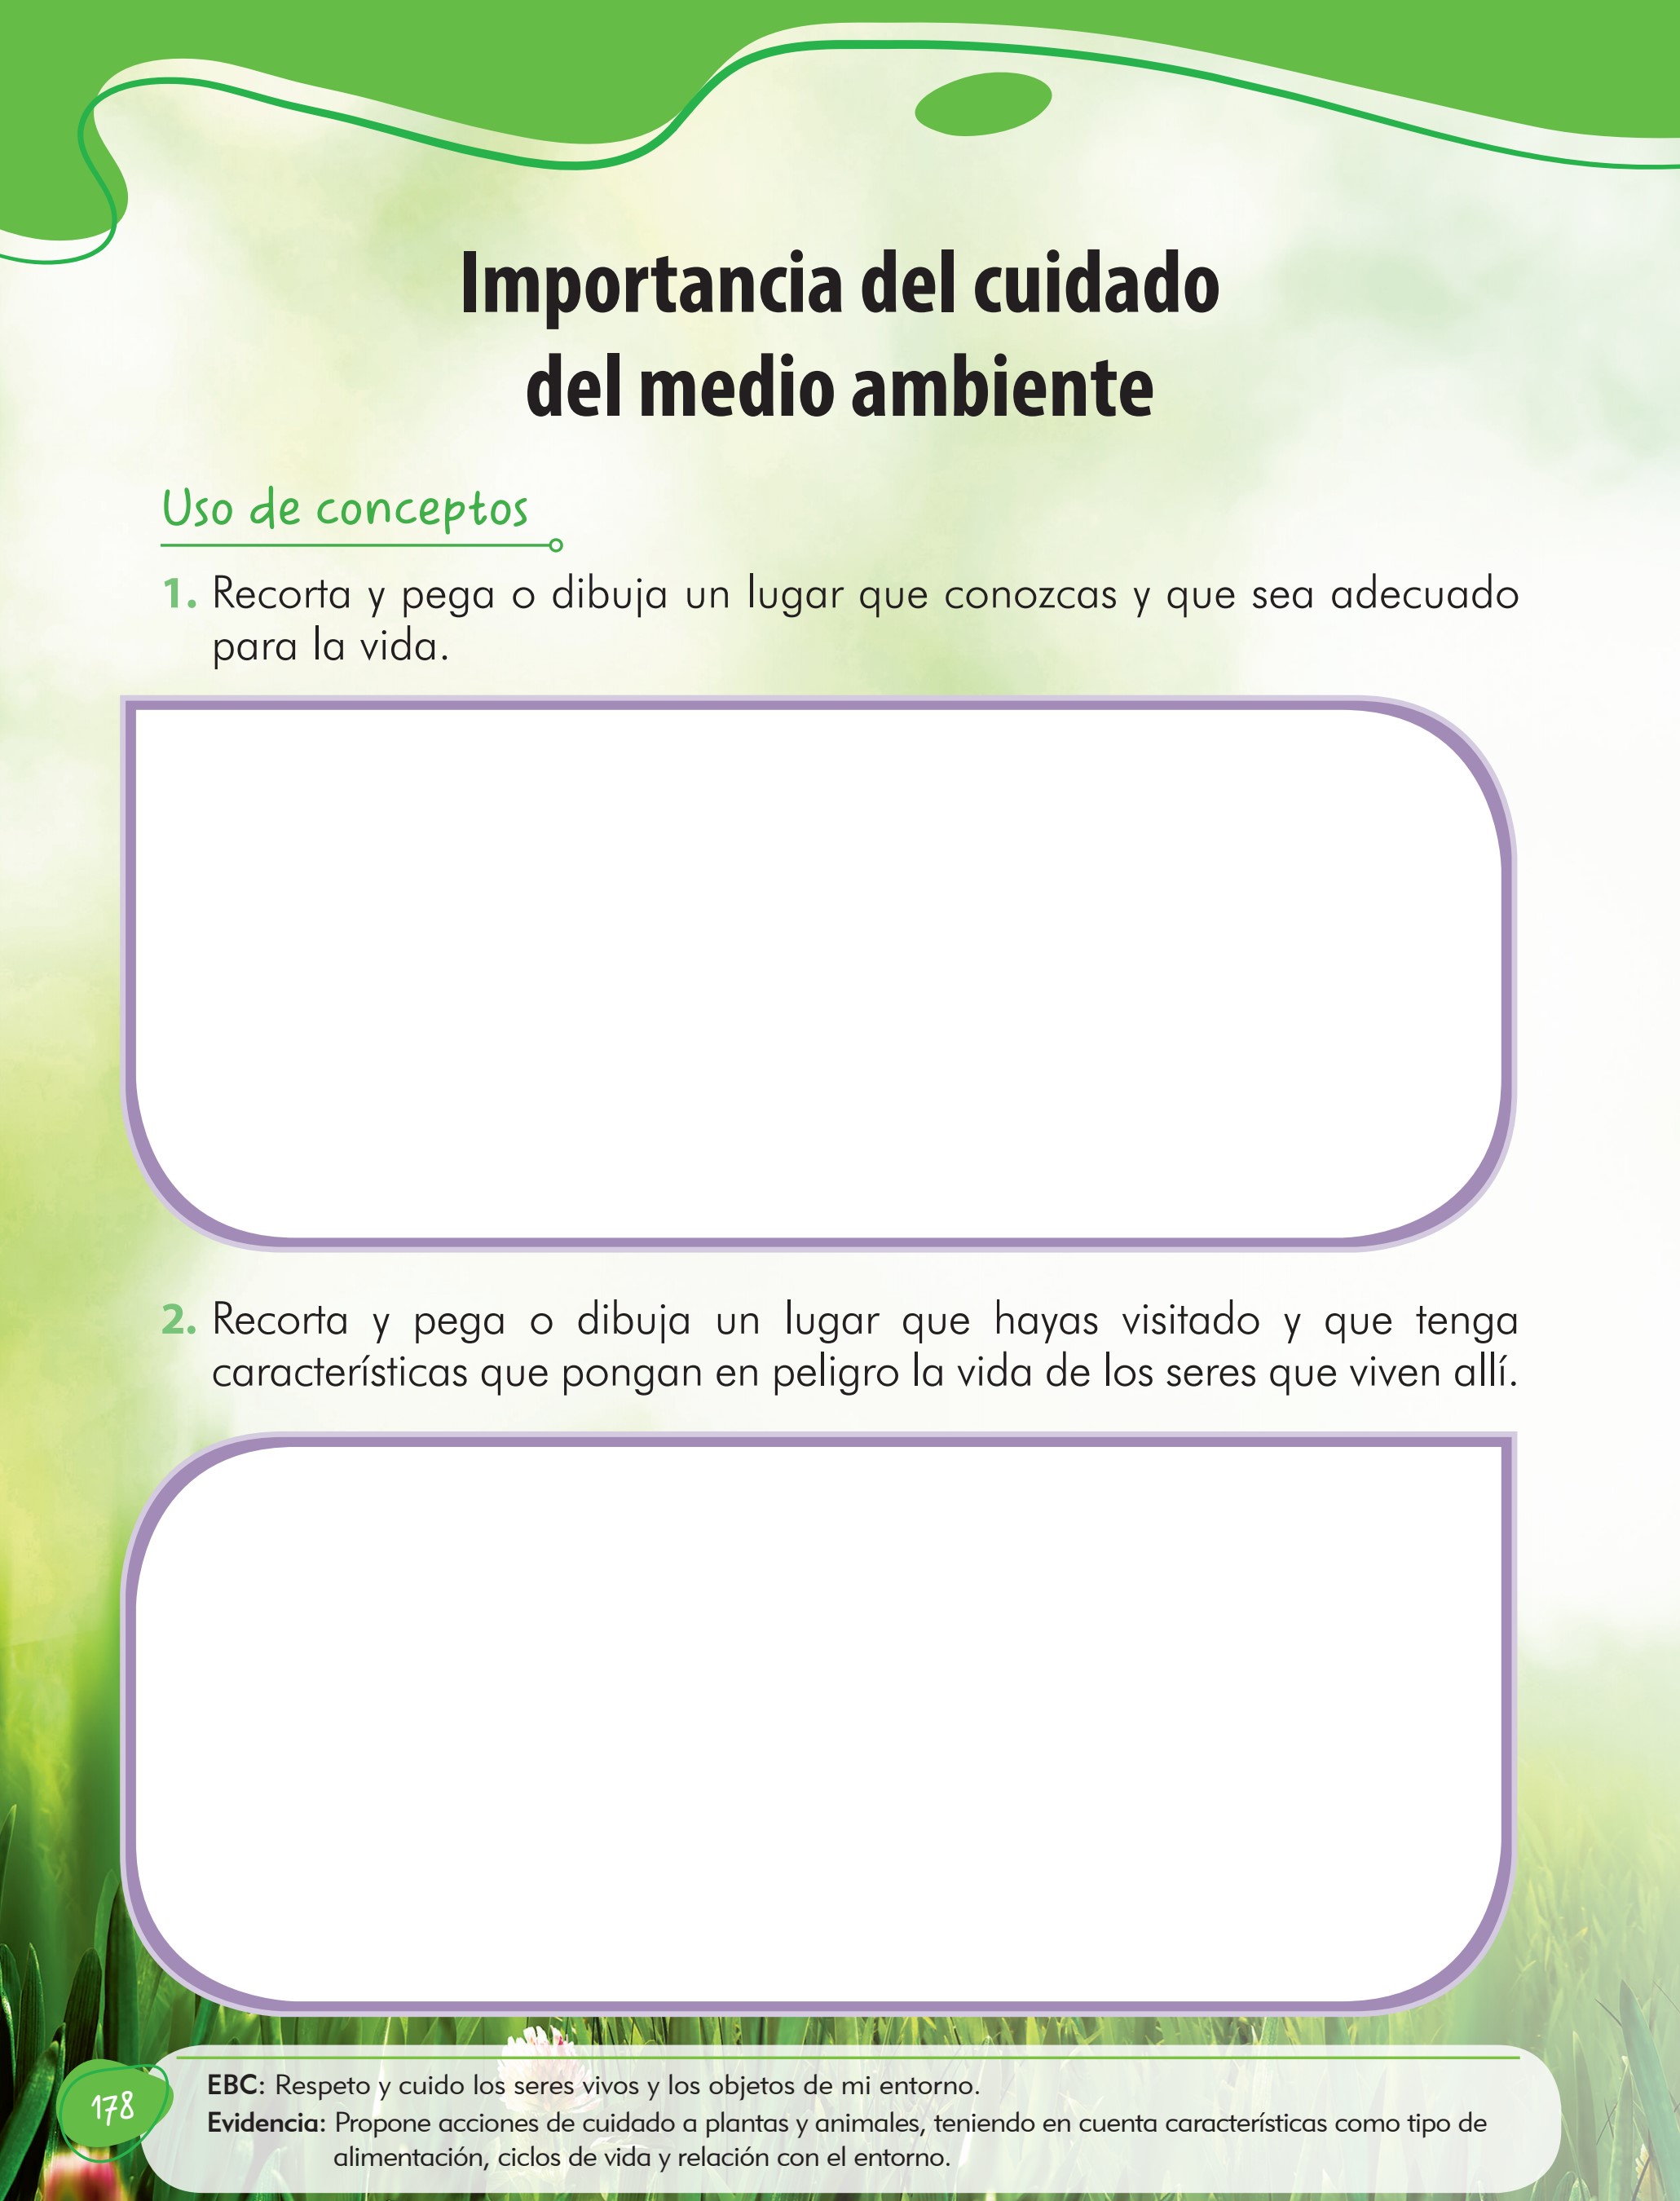 Importancia del cuidado
del medio ambiente
Uso de conceptos
1. Recorta y pega o dibuja un lugar que conozcas y que sea adecuado
para la vida.
2. Recorta y pega o dibuja un lugar que hayas visitado y que tenga
características que pongan en peligro la vida de los seres que viven allí.
178
EBC: Respeto y cuido los seres vivos y los objetos de mi entorno.
Evidencia: Propone acciones de cuidado a plantas y animales, teniendo en cuenta características como tipo de
alimentación, ciclos de vida y relación con el entorno.